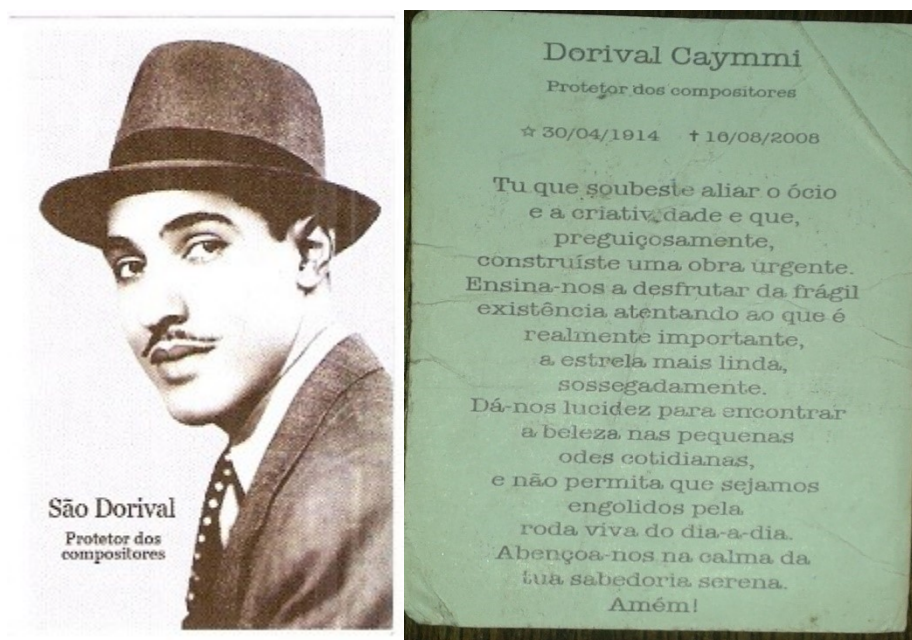 São Dorival
Protetor dos
compositores
Dorival Caymmi
Protetor dos compositores
☆ 30/04/1914 ✝ 16/08/2008
Tu que soubeste aliar o ócio
e a criatividade e que,
preguiçosamente,
construíste uma obra urgente.
Ensina-nos a desfrutar da frágil
existência atentando ao que é
realmente importante,
a estrela mais linda,
sossegadamente.
Dá-nos lucidez para encontrar
a beleza nas pequenas
odes cotidianas,
e não permita que sejamos
engolidos pela
roda viva do dia-a-dia.
Abençoa-nos na calma da
tua sabedoria serena.
Amém!